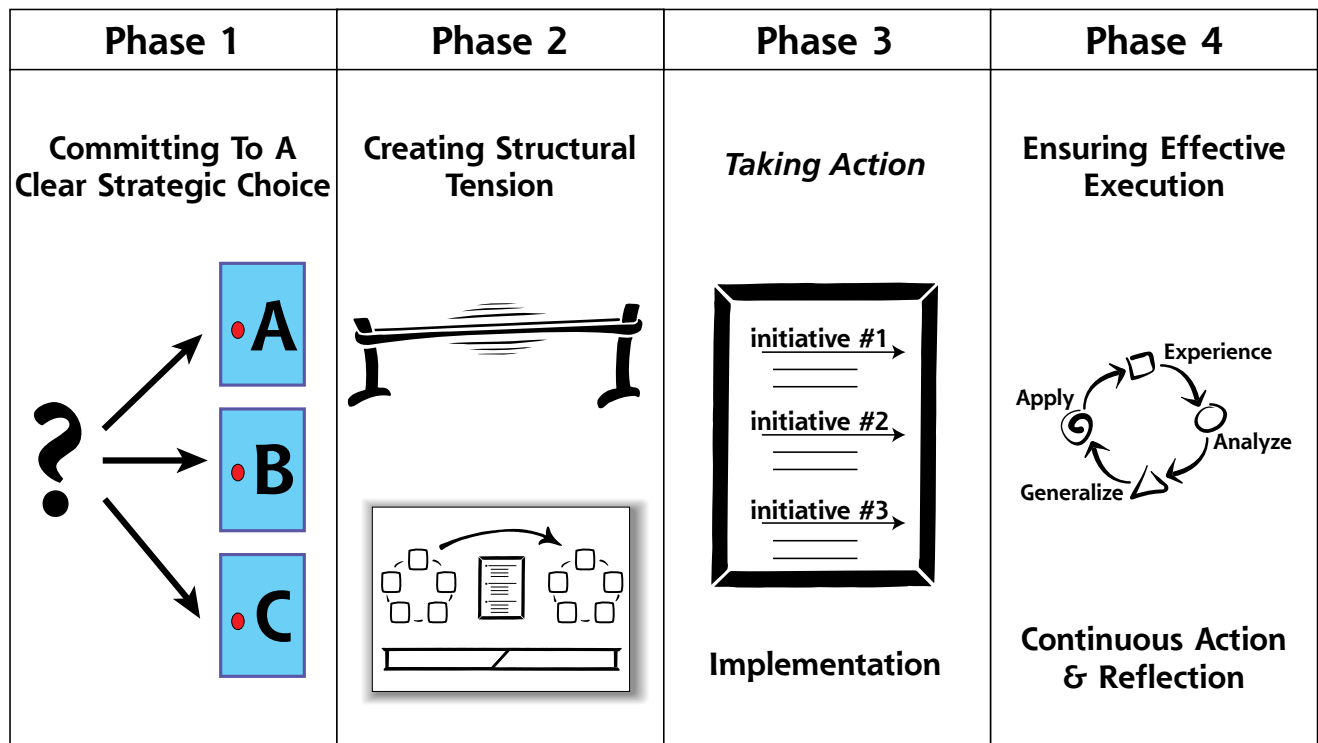 Phase 1
Phase 2
Phase 3
Phase 4
Committing To A
Clear Strategic Choice
Creating Structural
Tension
Taking Action
Ensuring Effective
Execution
?
A
B
C
initiative #1
initiative #2
initiative #3
Implementation
Experience
Analyze
Generalize
Apply
Continuous Action
& Reflection